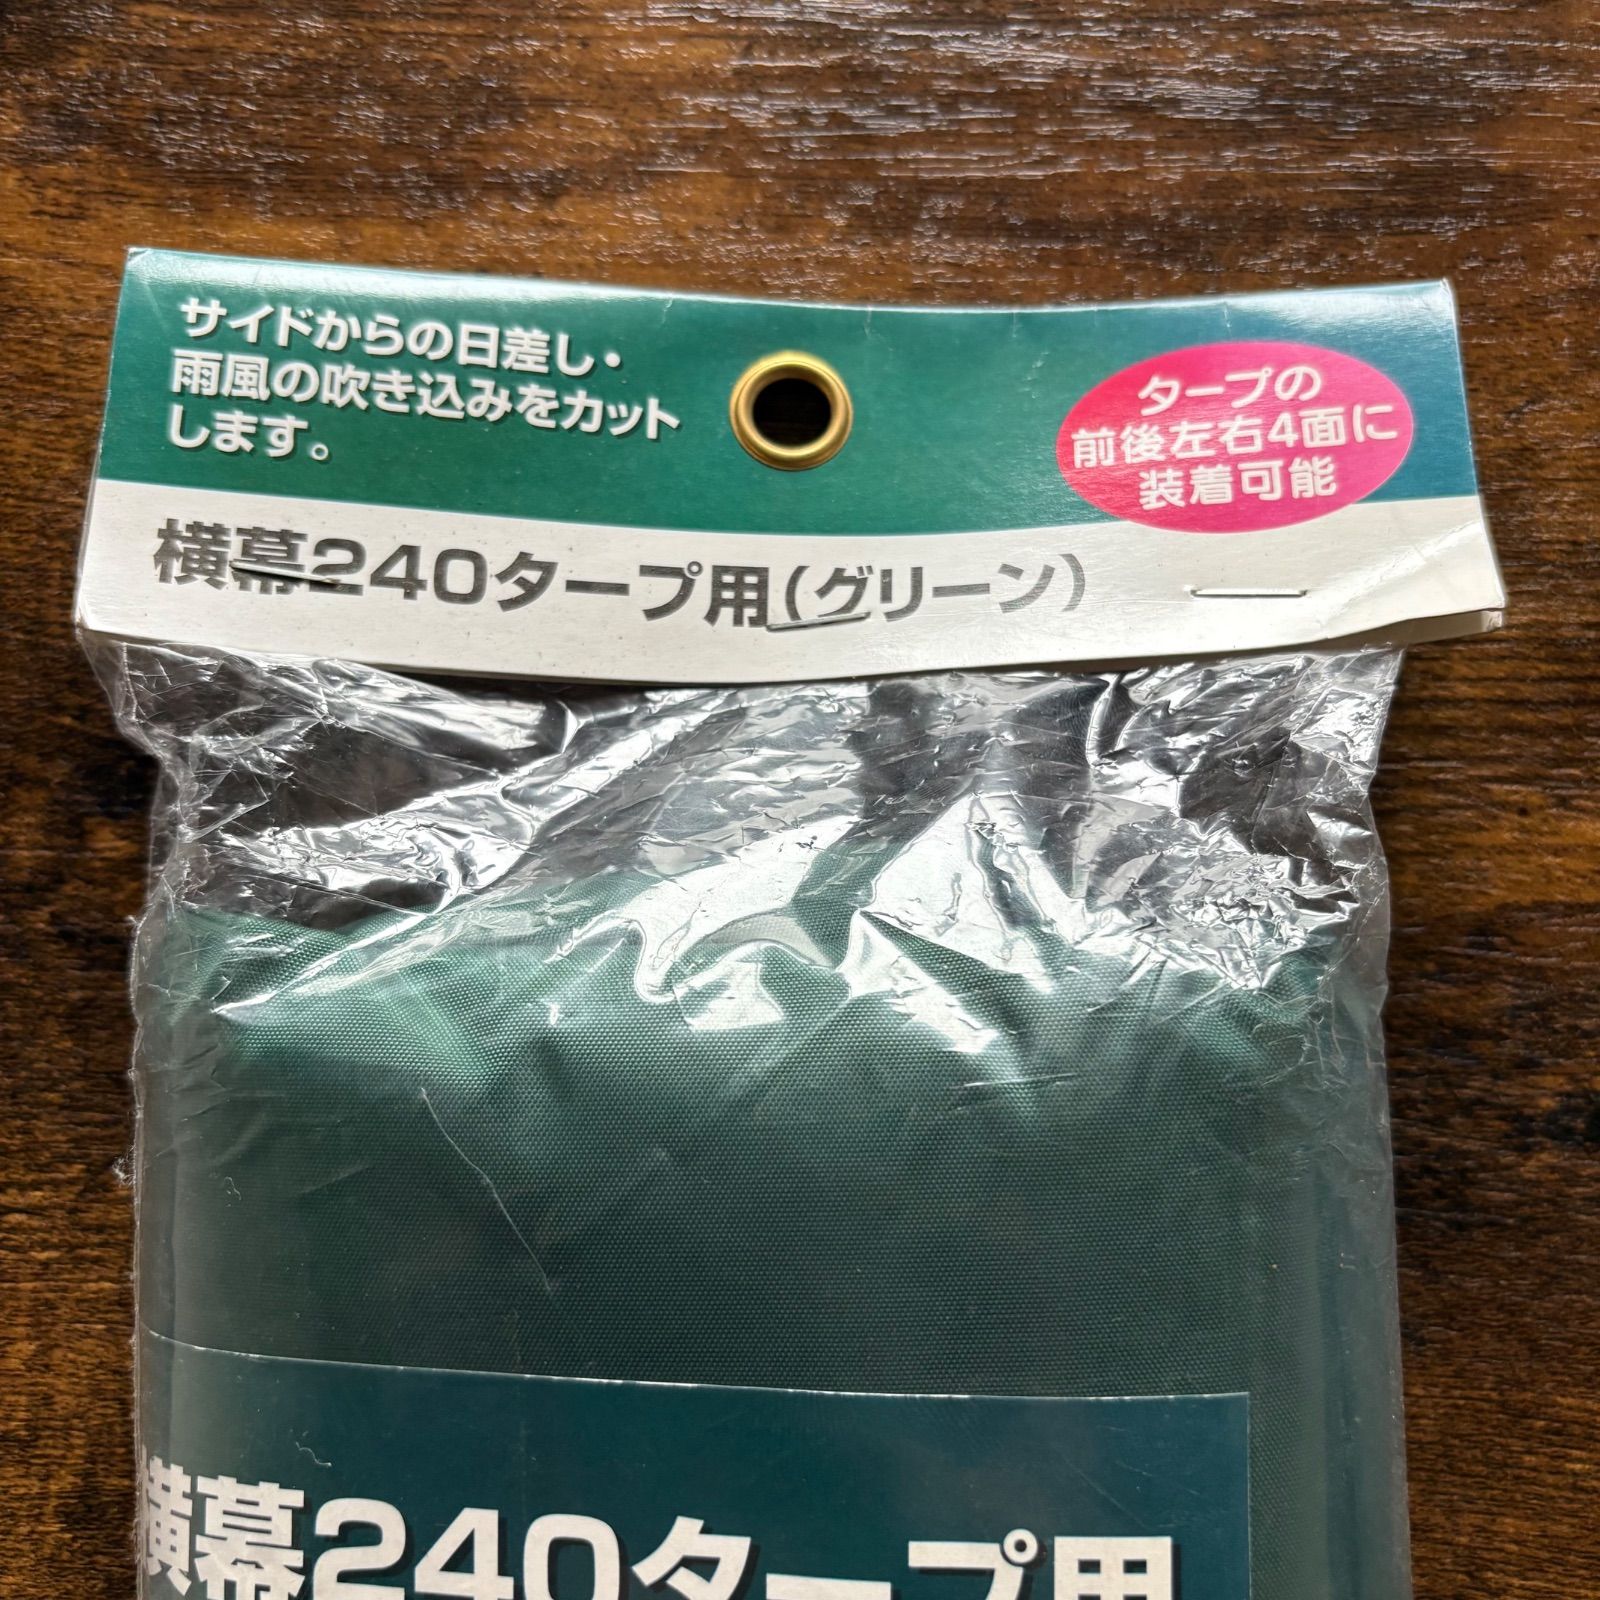 サイドからの日差し・
雨風の吹き込みをカット
します。
タープの
前後左右4面に
装着可能
横幕240タープ用(グリーン)
横幕240タープ用